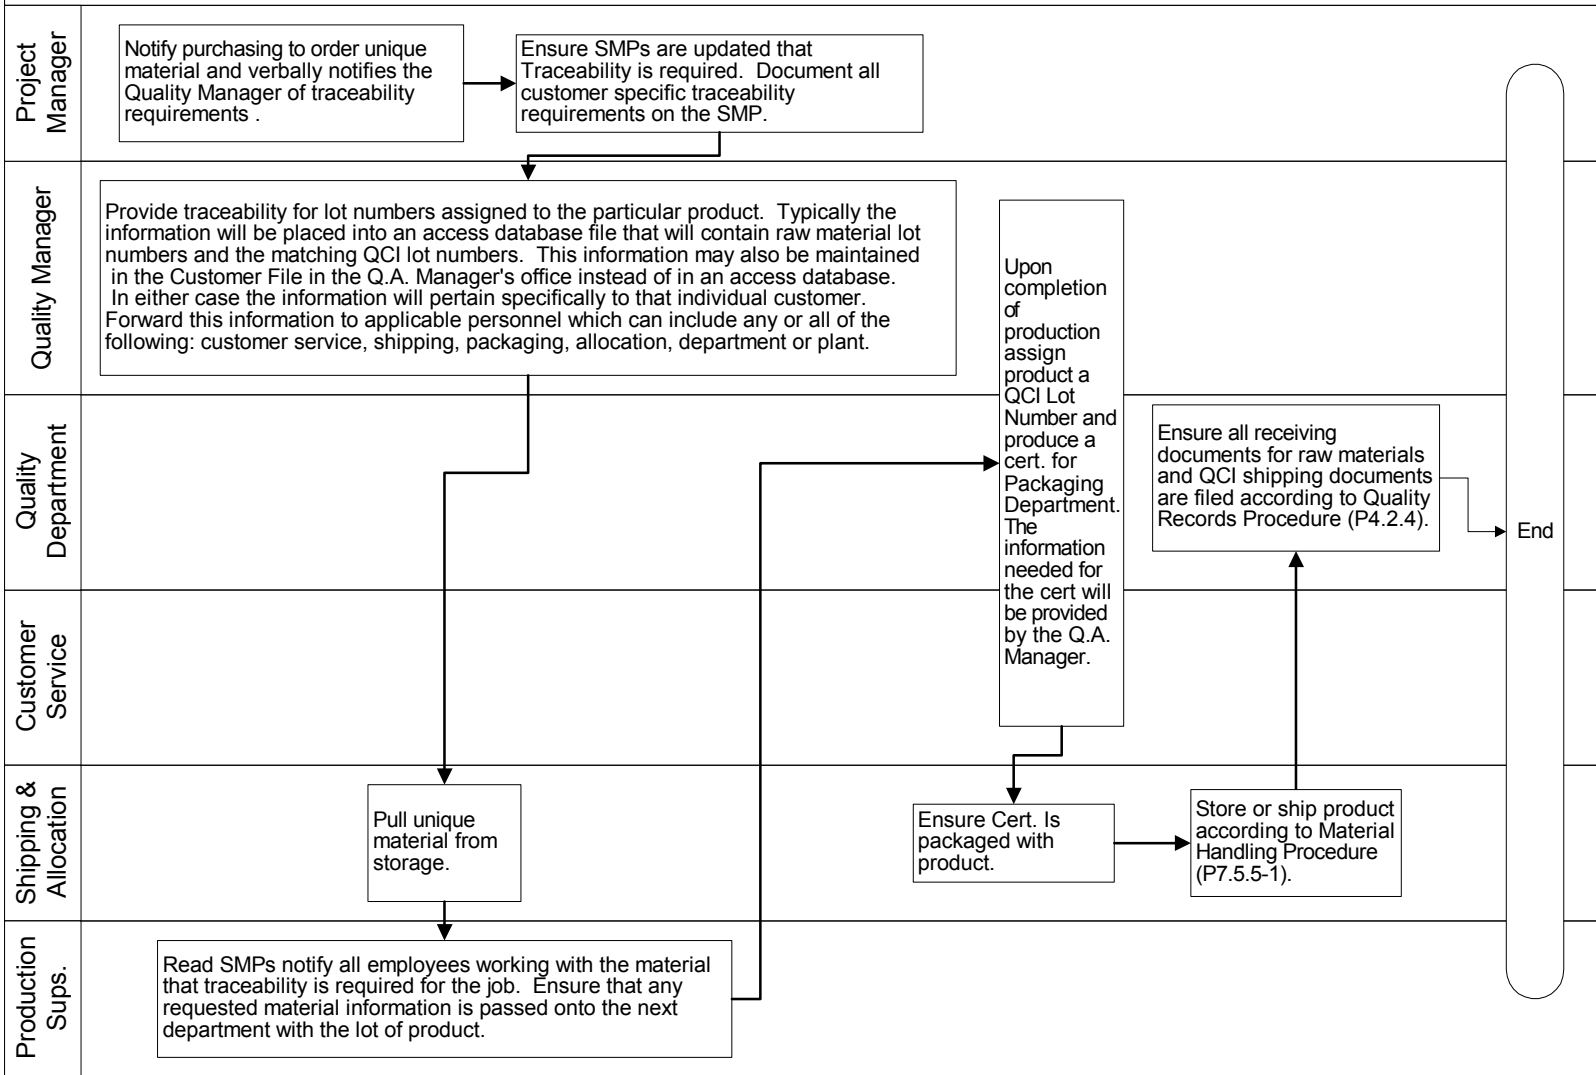 Project
Manager
Notify purchasing to order unique
material and verbally notifies the
Quality Manager of traceability
requirements .
Ensure SMPs are updated that
Traceability is required.  Document all
customer specific traceability
requirements on the SMP.
Quality Manager
Provide traceability for lot numbers assigned to the particular product.  Typically the
information will be placed into an access database file that will contain raw material lot
numbers and the matching QCI lot numbers.  This information may also be maintained
in the Customer File in the Q.A. Manager's office instead of in an access database.
In either case the information will pertain specifically to that individual customer.
Forward this information to applicable personnel which can include any or all of the
following: customer service, shipping, packaging, allocation, department or plant.
Upon
completion
of
production
assign
product a
QCI Lot
Number and
produce a
cert. for
Packaging
Department.
The
information
needed for
the cert will
be provided
by the Q.A.
Manager.
Quality
Department
Ensure all receiving
documents for raw materials
and QCI shipping documents
are filed according to Quality
Records Procedure (P4.2.4).
End
Customer
Service
Shipping &
Allocation
Pull unique
material from
storage.
Ensure Cert. Is
packaged with
product.
Store or ship product
according to Material
Handling Procedure
(P7.5.5-1).
Production
Sups.
Read SMPs notify all employees working with the material
that traceability is required for the job.  Ensure that any
requested material information is passed onto the next
department with the lot of product.